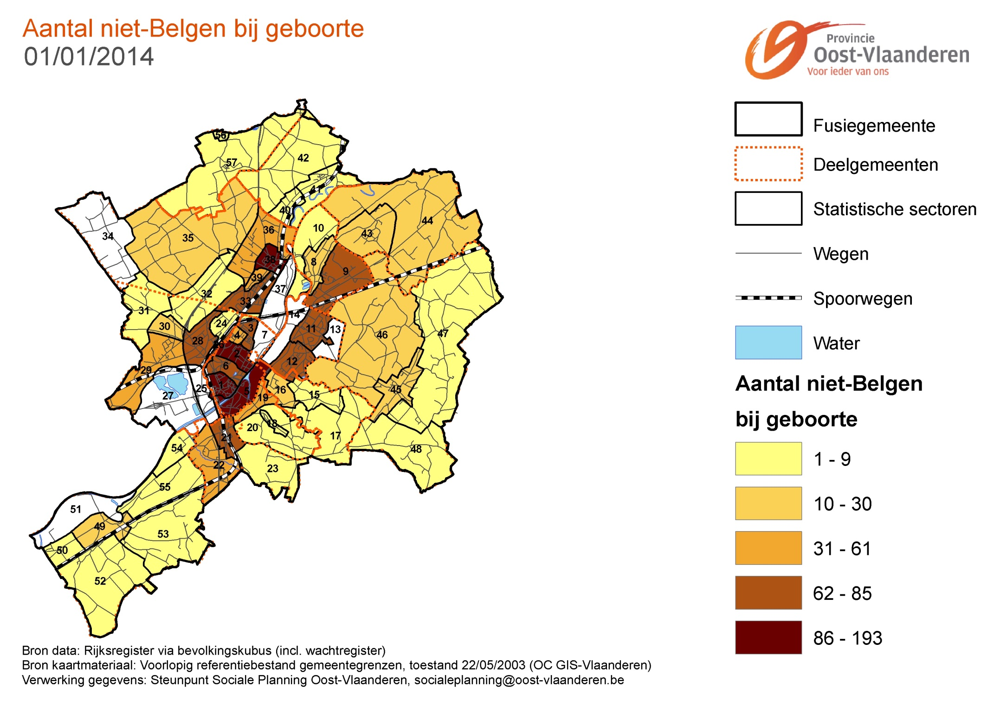 Aantal niet-Belgen bij geboorte
01/01/2014
Provincie
Oost-Vlaanderen
Voor ieder van ons
Fusiegemeente
Deelgemeenten
Statistische sectoren
Wegen
Spoorwegen
Water
Aantal niet-Belgen
bij geboorte
1 - 9
10 - 30
31 - 61
62 - 85
86 - 193
56
57
42
41
40
10
44
43
36
35
34
38
8
9
39
37
32
33
31
14
24
30
3
11
13
4
7
46
47
28
26
2
12
6
29
1
5
16
45
25
27
19
15
18
20
17
21
54
48
22
23
55
51
49
53
50
52
Bron data: Rijksregister via bevolkingskubus (incl. wachtregister)
Bron kaartmateriaal: Voorlopig referentiebestand gemeentegrenzen, toestand 22/05/2003 (OC GIS-Vlaanderen)
Verwerking gegevens: Steunpunt Sociale Planning Oost-Vlaanderen, socialeplanning@oost-vlaanderen.be